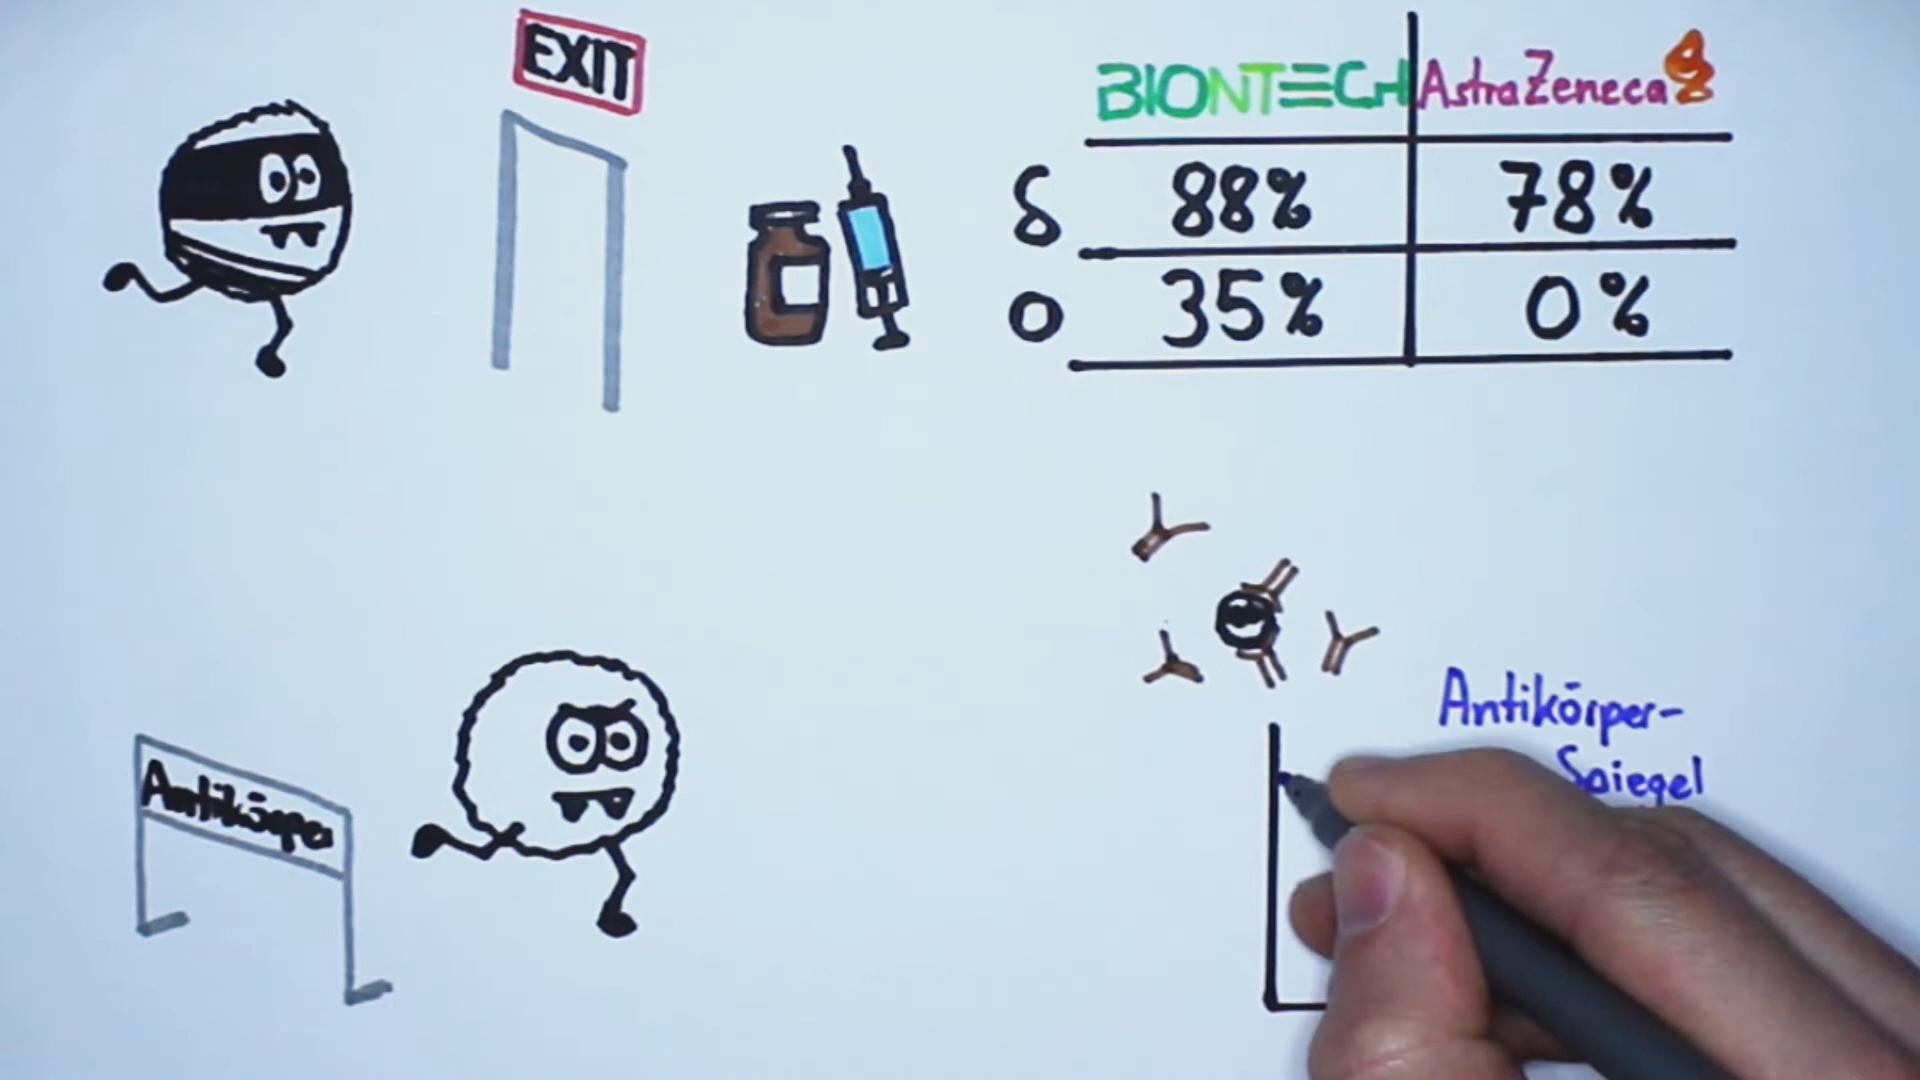 EXIT
BIONTECH AstraZeneca
δ 88% 78%
o 35% 0%
Antikörper-
Spiegel
Antikörper